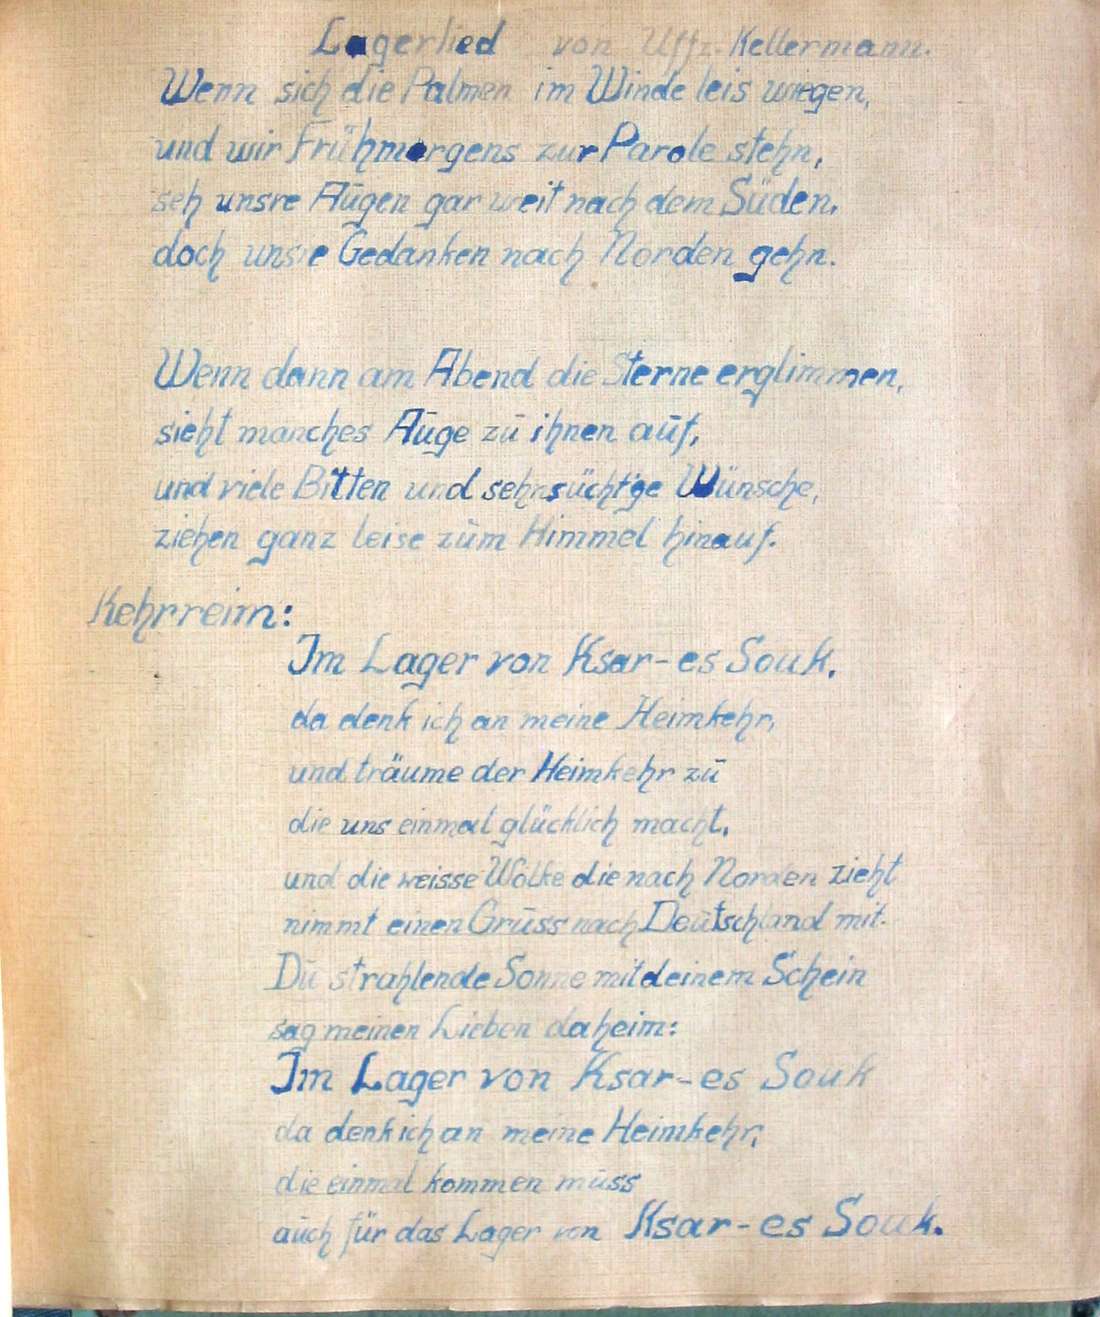 Lagerlied von Uffz. Kellermann.
Wenn sich die Palmen im Winde leis wiegen,
und wir Frühmorgens zur Parole stehn,
seh unsre Augen gar weit nach dem Süden,
doch unsre Gedanken nach Norden gehn.
Wenn dann am Abend die Sterne erglimmen,
sieht manches Auge zu ihnen auf,
und viele Bitten und sehnsücht'ge Wünsche,
ziehen ganz leise zum Himmel hinauf.
Kehrreim:
Im Lager von Ksar-es Souk.
da denk ich an meine Heimkehr,
und träume der Heimkehr zu
die uns einmal glücklich macht,
und die weisse Wolke die nach Norden zieht
nimmt einen Gruss nach Deutschland mit.
Du strahlende Sonne mit deinem Schein
sag meinen Lieben daheim:
Im Lager von Ksar-es Souk
da denk ich an meine Heimkehr,
die einmal kommen muss
auch für das Lager von Ksar-es Souk.